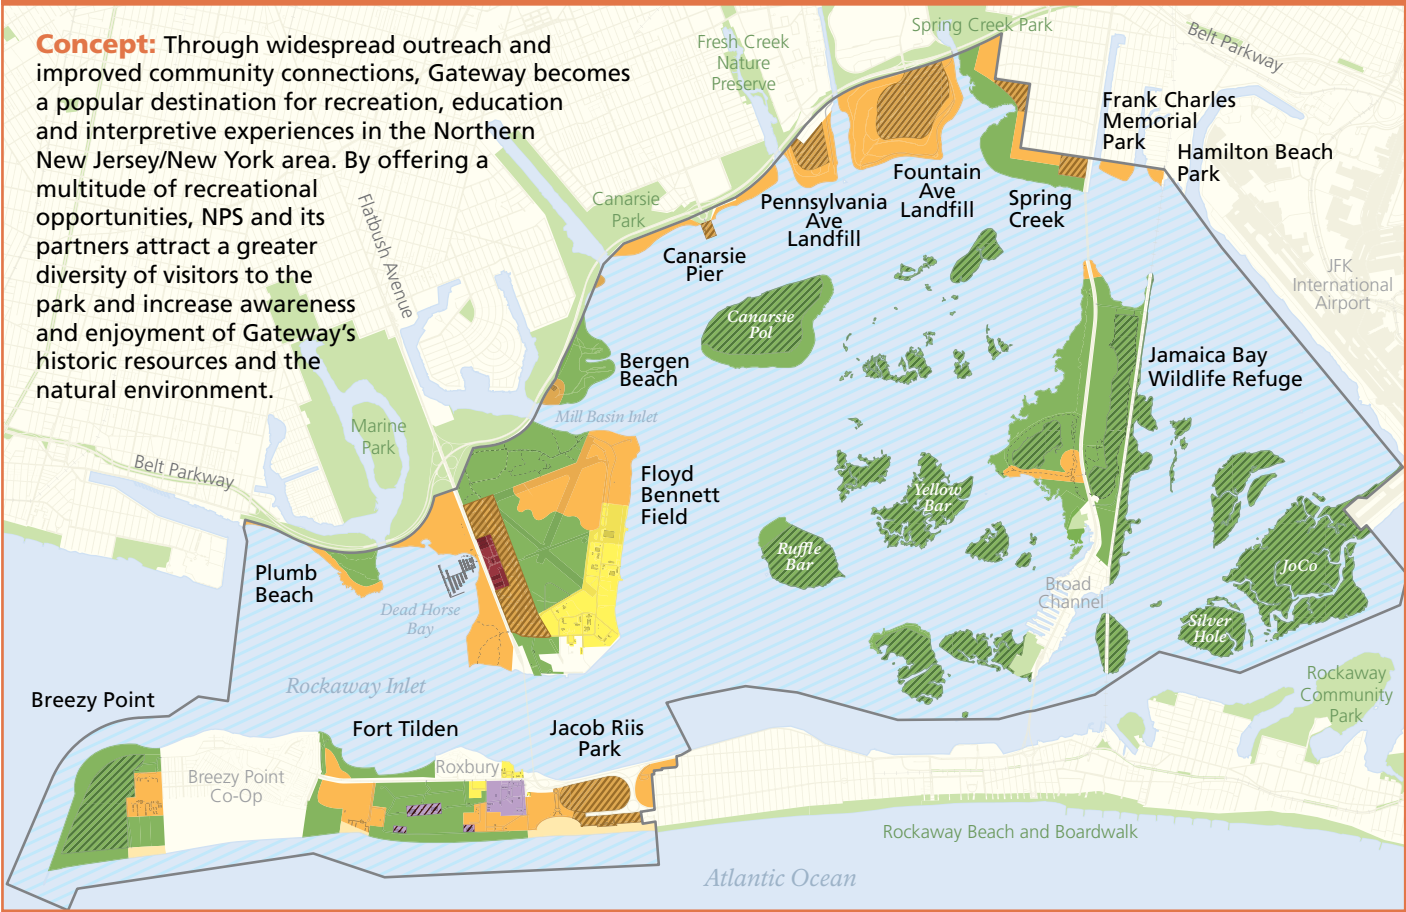 Concept: Through widespread outreach and
improved community connections, Gateway becomes
a popular destination for recreation, education
and interpretive experiences in the Northern
New Jersey/New York area. By offering a
multitude of recreational
opportunities, NPS and its
partners attract a greater
diversity of visitors to the
park and increase awareness
and enjoyment of Gateway's
historic resources and the
natural environment.
Spring Creek Park
Belt Parkway
Fresh Creek
Nature
Preserve
Frank Charles
Memorial
Park
Hamilton Beach
Park
Fountain
Ave
Landfill
Pennsylvania
Ave
Landfill
Spring
Creek
Canarsie
Park
Flatbush Avenue
Canarsie
Pier
JFK
International
Airport
Canarsie
Pol
Bergen
Beach
Jamaica Bay
Wildlife Refuge
Mill Basin Inlet
Marine
Park
Belt Parkway
Floyd
Bennett
Field
Yellow
Bar
Ruffle
Bar
JoCo
Plumb
Beach
Dead Horse
Bay
Broad
Channel
Silver
Hole
Rockaway Inlet
Rockaway
Community
Park
Breezy Point
Fort Tilden
Jacob Riis
Park
Roxbury
Breezy Point
Co-Op
Rockaway Beach and Boardwalk
Atlantic Ocean